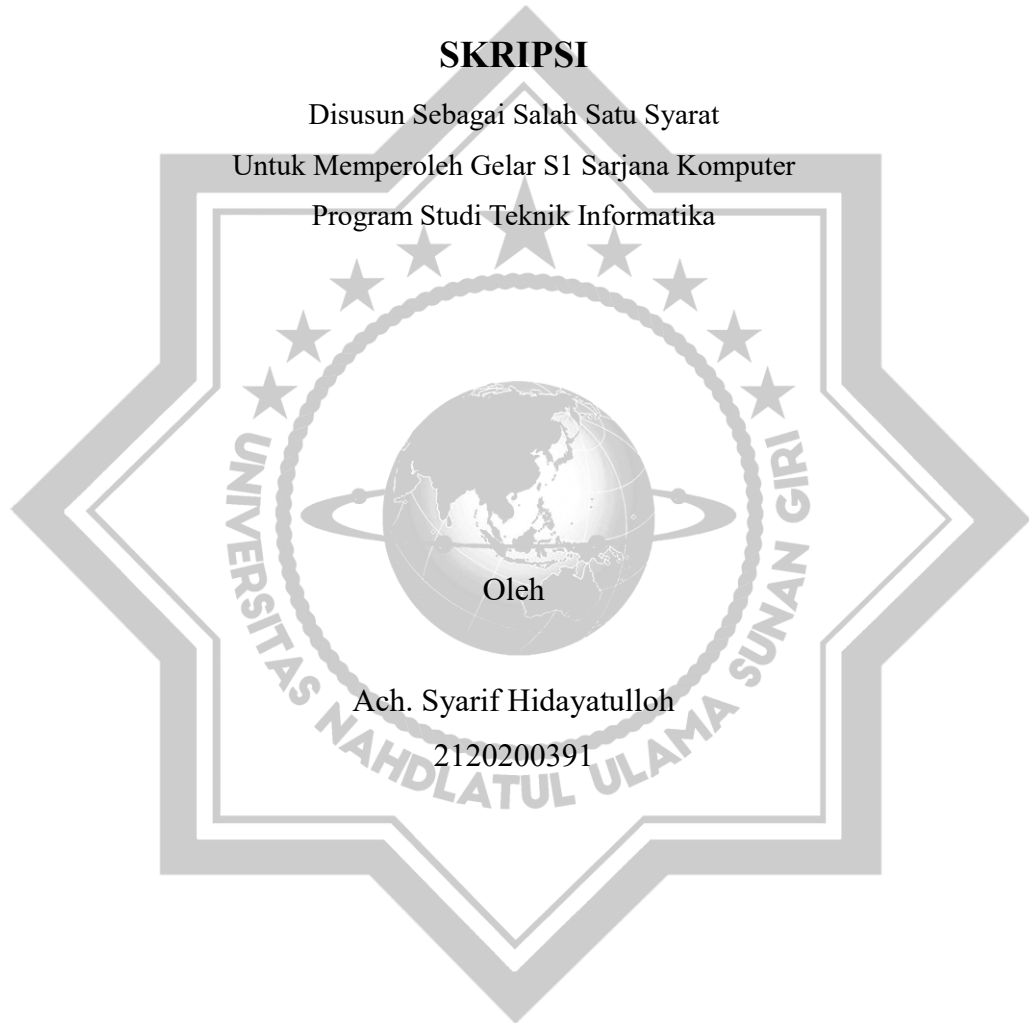 SKRIPSI
Disusun Sebagai Salah Satu Syarat
Untuk Memperoleh Gelar S1 Sarjana Komputer
Program Studi Teknik Informatika
Oleh
Ach. Syarif Hidayatulloh
2120200391
UNIVERSITAS NAHDLATUL ULAMA SUNAN GIRI